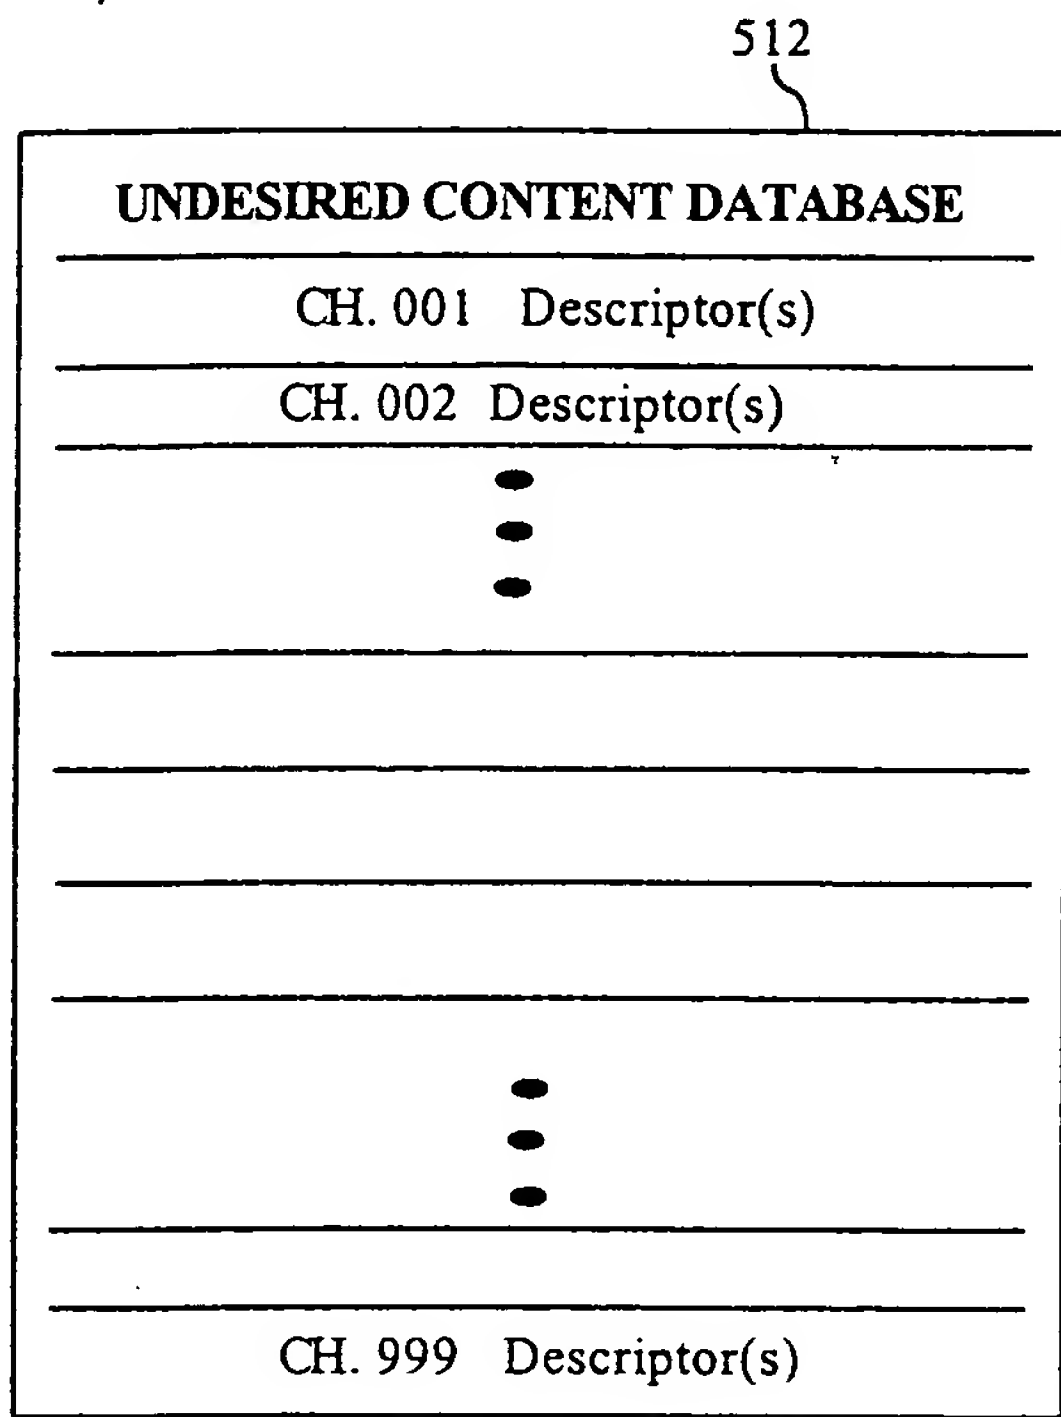 512
UNDESIRED CONTENT DATABASE
CH. 001 Descriptor(s)
CH. 002 Descriptor(s)
CH. 999 Descriptor(s)